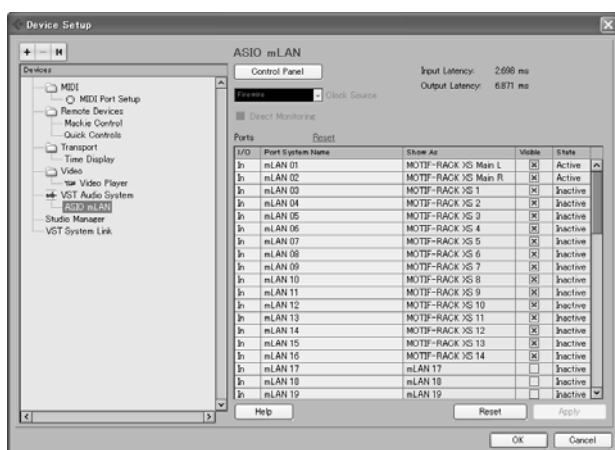 Device Setup
Devices
MIDI
MIDI Port Setup
Remote Devices
Mackie Control
Quick Controls
Transport
Time Display
Video
Video Player
VST Audio System
ASIO mLAN
Studio Manager
VST System Link
ASIO mLAN
Control Panel
Input Latency: 2.698 ms
Output Latency: 6.871 ms
Firewire Clock Source
Direct Monitoring
Ports Reset
I/O Port System Name Show As Visible State
In mLAN 01 MOTIF-RACK XS Main L Active
In mLAN 02 MOTIF-RACK XS Main R Active
In mLAN 03 MOTIF-RACK XS 1 Inactive
In mLAN 04 MOTIF-RACK XS 2 Inactive
In mLAN 05 MOTIF-RACK XS 3 Inactive
In mLAN 06 MOTIF-RACK XS 4 Inactive
In mLAN 07 MOTIF-RACK XS 5 Inactive
In mLAN 08 MOTIF-RACK XS 6 Inactive
In mLAN 09 MOTIF-RACK XS 7 Inactive
In mLAN 10 MOTIF-RACK XS 8 Inactive
In mLAN 11 MOTIF-RACK XS 9 Inactive
In mLAN 12 MOTIF-RACK XS 10 Inactive
In mLAN 13 MOTIF-RACK XS 11 Inactive
In mLAN 14 MOTIF-RACK XS 12 Inactive
In mLAN 15 MOTIF-RACK XS 13 Inactive
In mLAN 16 MOTIF-RACK XS 14 Inactive
In mLAN 17 mLAN 17 Inactive
In mLAN 18 mLAN 18 Inactive
In mLAN 19 mLAN 19 Inactive
Help Reset Apply
OK Cancel